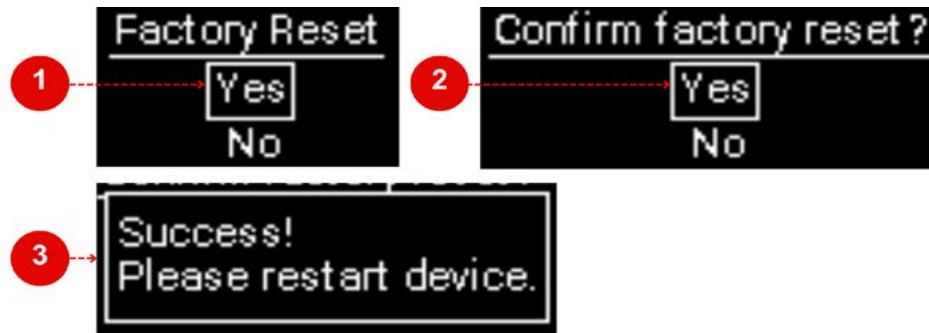 1
Factory Reset
Yes
No
2
Confirm factory reset?
Yes
No
3
Success!
Please restart device.